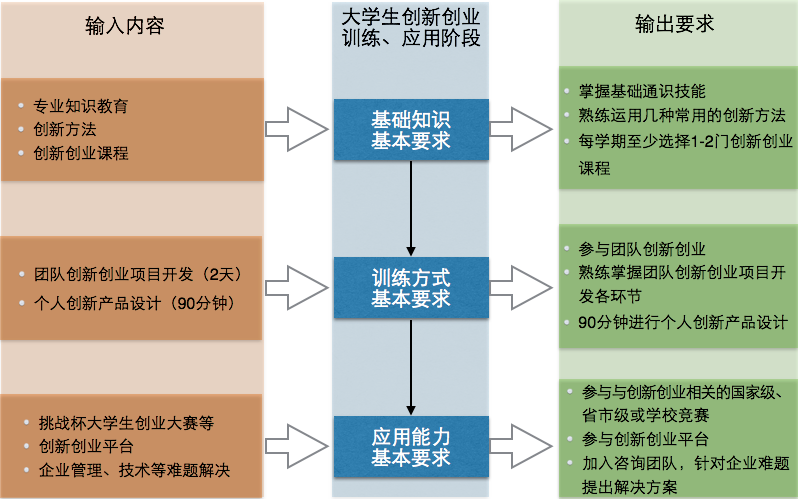 输入内容
大学生创新创业
训练、应用阶段
输出要求
• 专业知识教育
• 创新方法
• 创新创业课程
基础知识
基本要求
• 掌握基础通识技能
• 熟练运用几种常用的创新方法
• 每学期至少选择1-2门创新创业
课程
• 团队创新创业项目开发（2天）
• 个人创新产品设计（90分钟）
训练方式
基本要求
• 参与团队创新创业
• 熟练掌握团队创新创业项目开
发各环节
• 90分钟进行个人创新产品设计
• 挑战杯大学生创业大赛等
• 创新创业平台
• 企业管理、技术等难题解决
应用能力
基本要求
• 参与与创新创业相关的国家级、
省市级或学校竞赛
• 参与创新创业平台
• 加入咨询团队，针对企业难题
提出解决方案